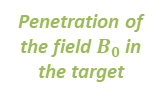 Penetration of
the field B₀ in
the target